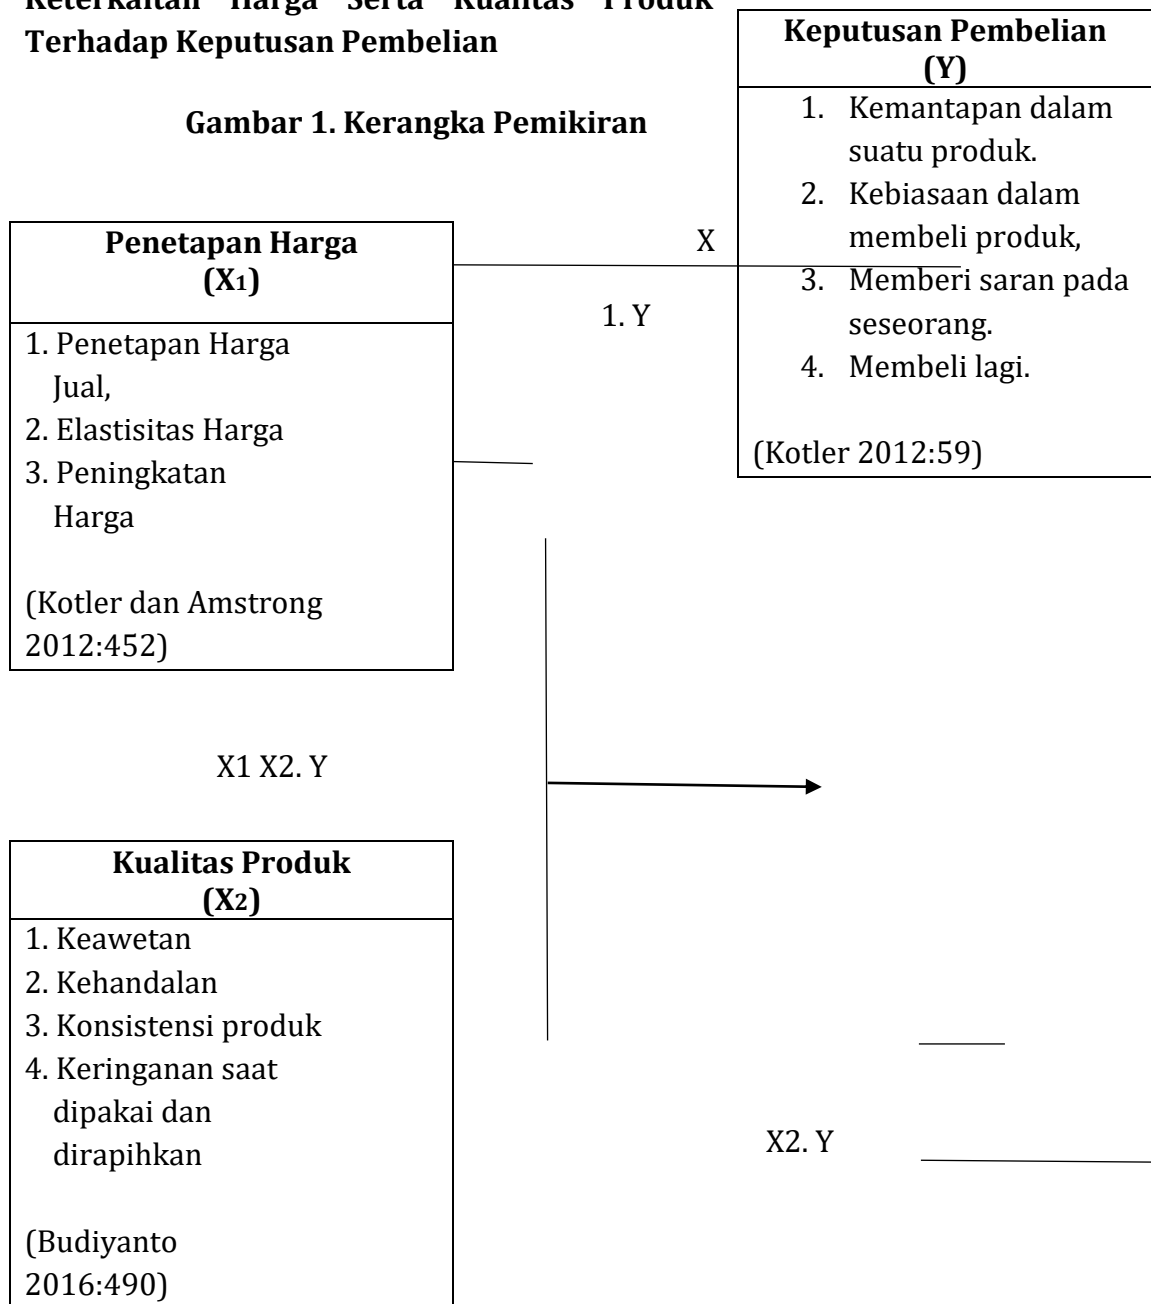 Keterkaitan Harga Serta Kualitas Produk
Terhadap Keputusan Pembelian
Gambar 1. Kerangka Pemikiran
Keputusan Pembelian
(Y)
1. Kemantapan dalam
suatu produk.
2. Kebiasaan dalam
membeli produk,
3. Memberi saran pada
seseorang.
4. Membeli lagi.
(Kotler 2012:59)
Penetapan Harga
(X1)
1. Penetapan Harga
Jual,
2. Elastisitas Harga
3. Peningkatan
Harga
(Kotler dan Amstrong
2012:452)
X
1. Y
X1 X2. Y
Kualitas Produk
(X2)
1. Keawetan
2. Kehandalan
3. Konsistensi produk
4. Keringanan saat
dipakai dan
dirapihkan
(Budiyanto
2016:490)
X2. Y